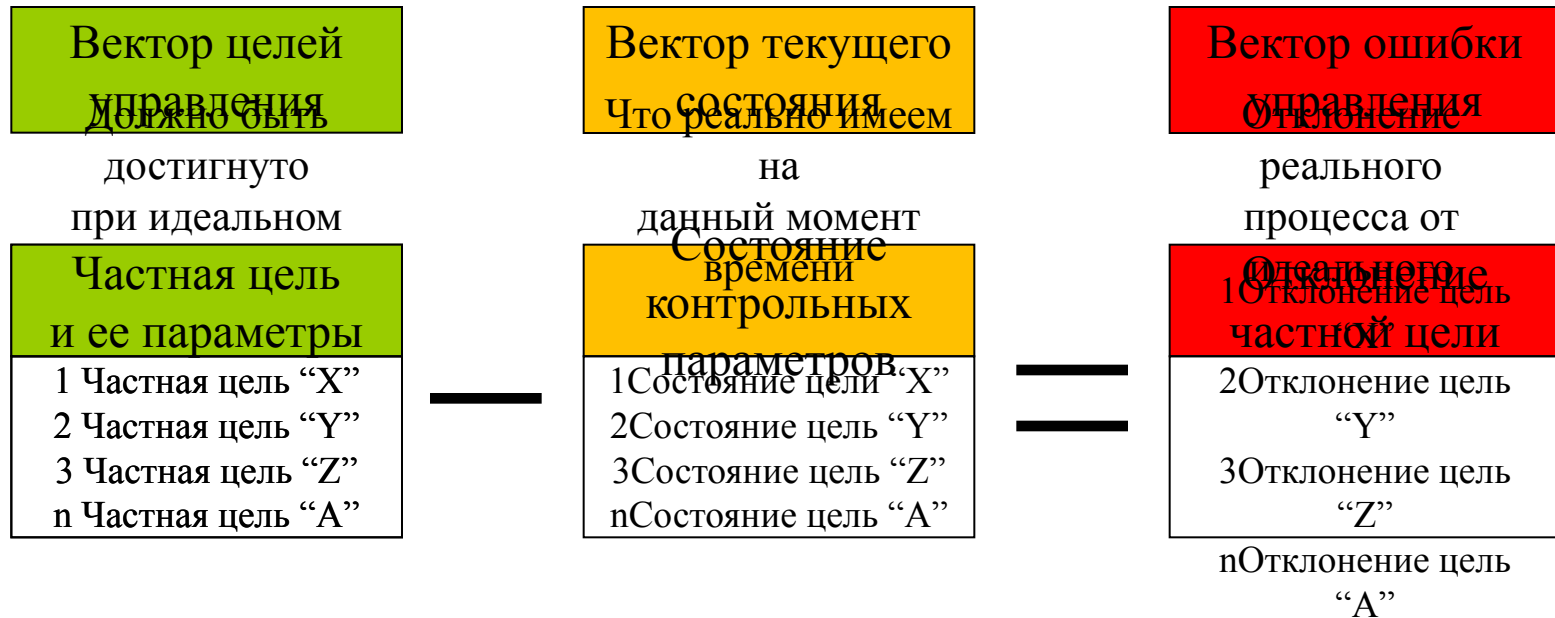 Вектор целей
управления
Должно быть
достигнуто
при идеальном
Частная цель
и ее параметры
1 Частная цель “X”
2 Частная цель “Y”
3 Частная цель “Z”
n Частная цель “A”
Вектор текущего
состояния
Что реально имеем
на
данный момент
времени
Состояние
контрольных
параметров
1Состояние цели “X”
2Состояние цель “Y”
3Состояние цель “Z”
nСостояние цель “A”
Вектор ошибки
управления
Отклонение
реального
процесса от
идеального
Отклонение
частной цели
1Отклонение цель
“X”
2Отклонение цель
“Y”
3Отклонение цель
“Z”
nОтклонение цель
“A”